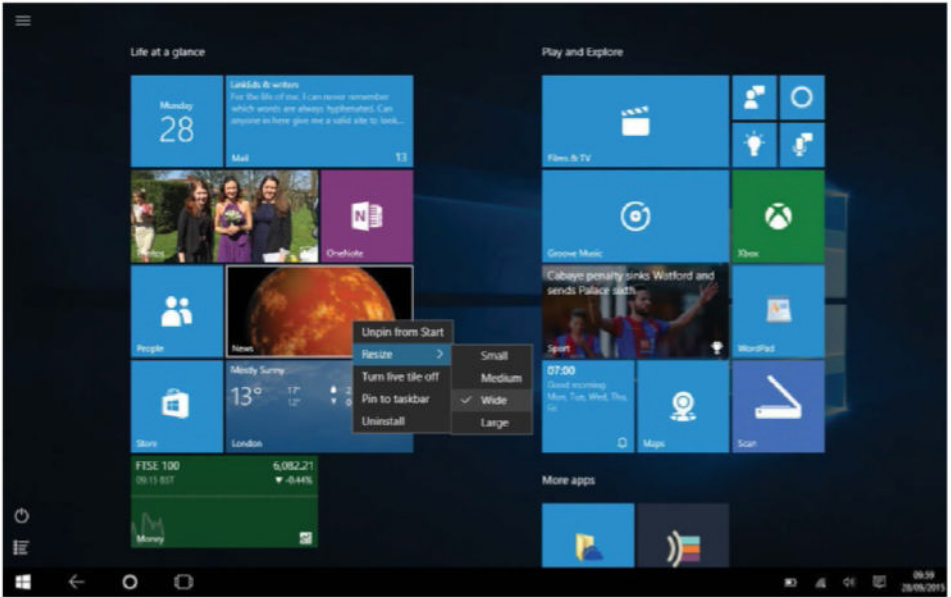 Life at a glance
Monday
28
LinkEds & writers
For the life of me, I can never remember
which words are always hyphenated. Can
anyone in here give me a valid site to look...
Mail
13
Photos
OneNote
People
News
Store
Mostly Sunny
13°
17°
12°
London
FTSE 100
6,082.21
09:15 BST
▼ -0.44%
Money
Unpin from Start
Resize
Turn live tile off
Pin to taskbar
Uninstall
Small
Medium
Wide
Large
Play and Explore
Films & TV
Groove Music
Xbox
Cabaye penalty sinks Watford and
sends Palace sixth
Sport
WordPad
07:00
Good morning
Mon, Tue, Wed, Thu,
Fri
Maps
Scan
More apps
09:59
28/09/2015